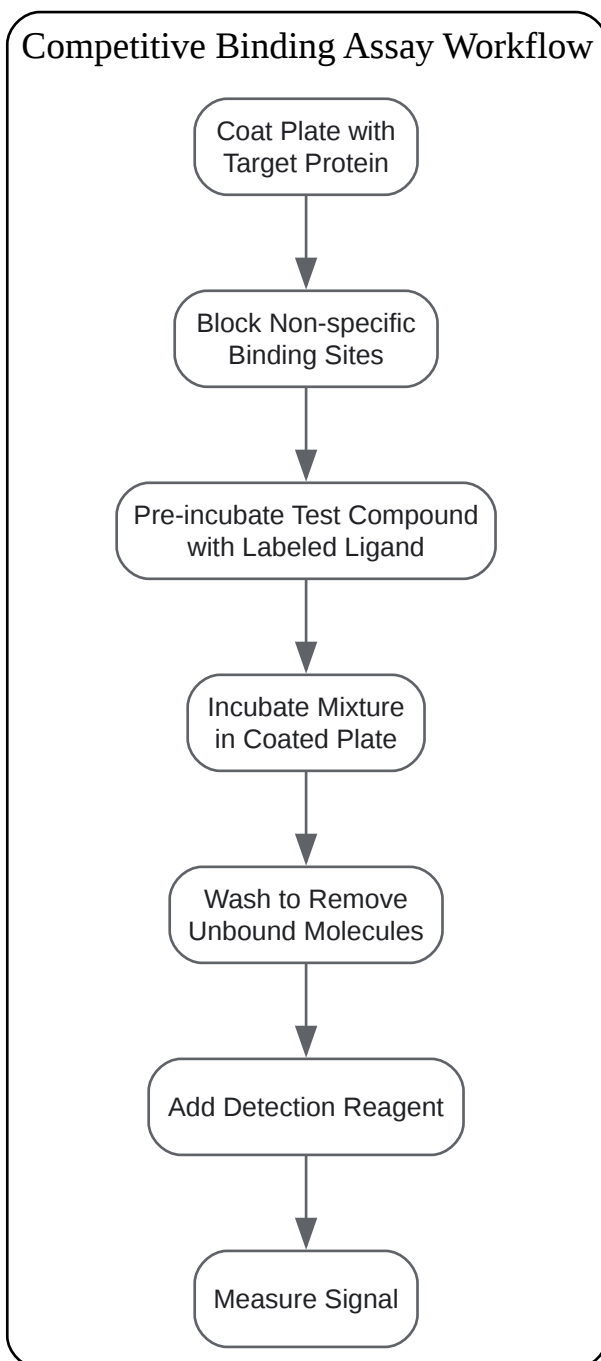 Competitive Binding Assay Workflow
Coat Plate with
Target Protein
Block Non-specific
Binding Sites
Pre-incubate Test Compound
with Labeled Ligand
Incubate Mixture
in Coated Plate
Wash to Remove
Unbound Molecules
Add Detection Reagent
Measure Signal